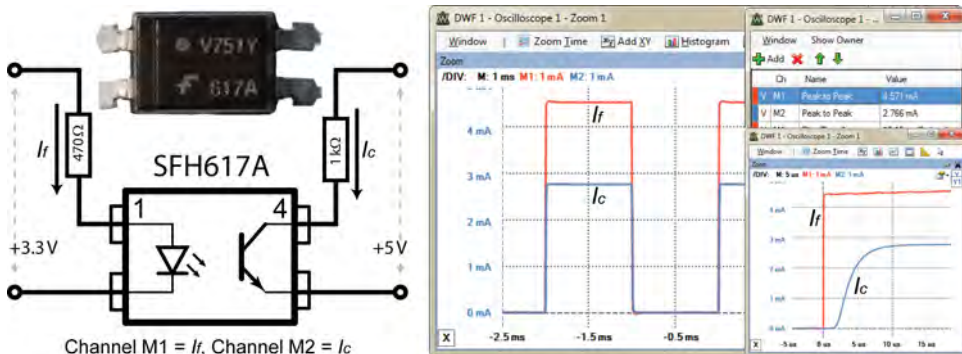 V751Y
617A
If
470Ω
Ic
1kΩ
SFH617A
1
4
+3.3V
+5V
Channel M1 = If, Channel M2 = Ic
DWF 1 - Oscilloscope 1 - Zoom 1
Window Zoom Time Add XY Histogram
Zoom
/DIV: M: 1 ms M1: 1 mA M2: 1 mA
If
4 mA
3 mA
Ic
2 mA
1 mA
0 mA
X -2.5 ms -1.5 ms -0.5 ms
DWF 1 - Oscilloscope 1 - ...
Window Show Owner
Add
Ch Name Value
V M1 Peak to Peak 4.571 mA
V M2 Peak to Peak 2.766 mA
DWF 1 - Oscilloscope 1 - Zoom 1
Window Zoom Time
Zoom
/DIV: M: 5 us M1: 1 mA M2: 1 mA
4 mA
If
3 mA
2 mA
Ic
1 mA
0 mA
X -5 us 0 us 5 us 10 us 15 us